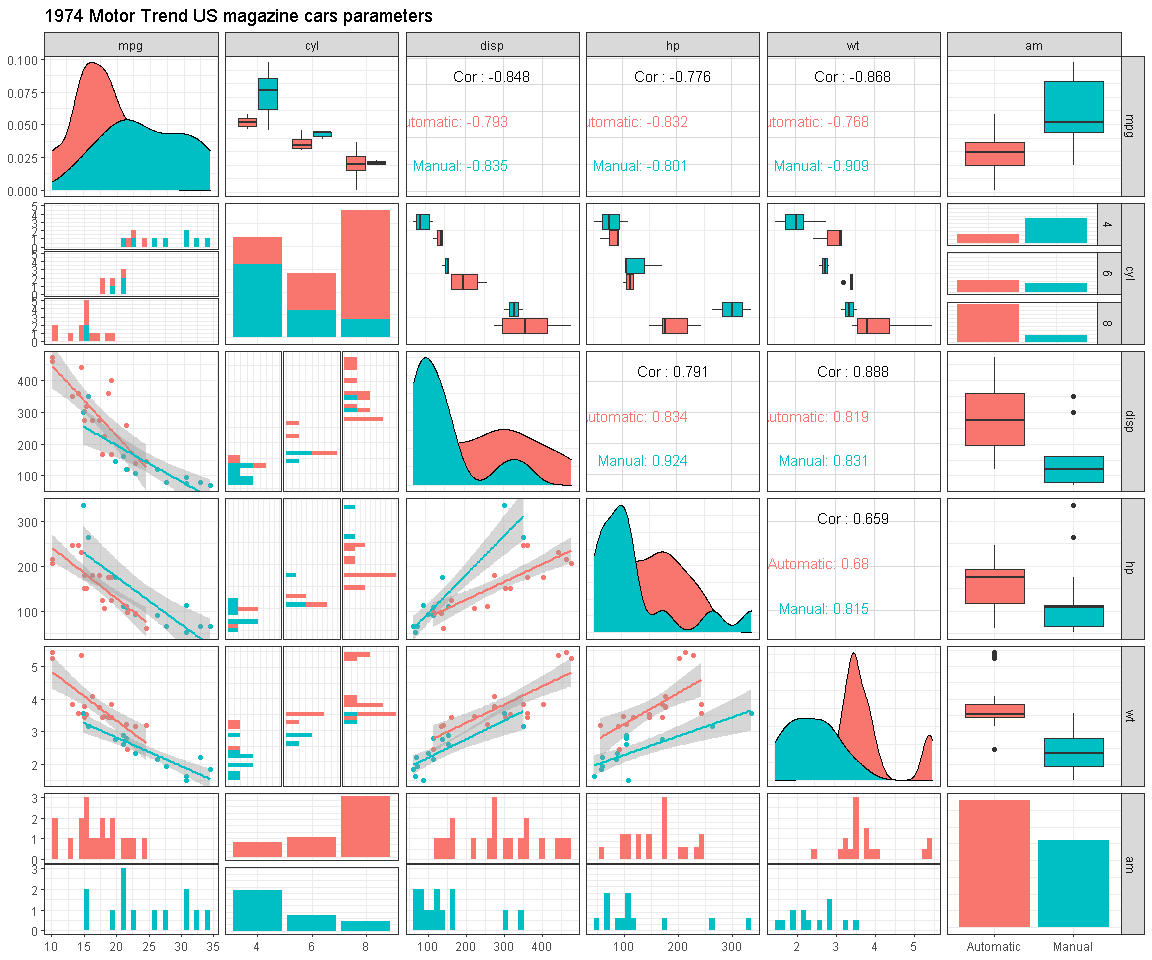 1974 Motor Trend US magazine cars parameters
mpg cyl disp hp wt am
0.100
0.075
0.050
0.025
0.000
Cor : -0.848
utomatic: -0.793
Manual: -0.835
Cor : -0.776
utomatic: -0.832
Manual: -0.801
Cor : -0.868
utomatic: -0.768
Manual: -0.909
mpg
5
4
3
2
1
0
5
4
3
2
1
0
5
4
3
2
1
0
4
6
8
cyl
400
300
200
100
Cor : 0.791
utomatic: 0.834
Manual: 0.924
Cor : 0.888
utomatic: 0.819
Manual: 0.831
disp
300
200
100
Cor : 0.659
Automatic: 0.68
Manual: 0.815
hp
5
4
3
2
wt
3
2
1
0
3
2
1
0
am
10 15 20 25 30 35
4 6 8
100 200 300 400
100 200 300
2 3 4 5
Automatic Manual